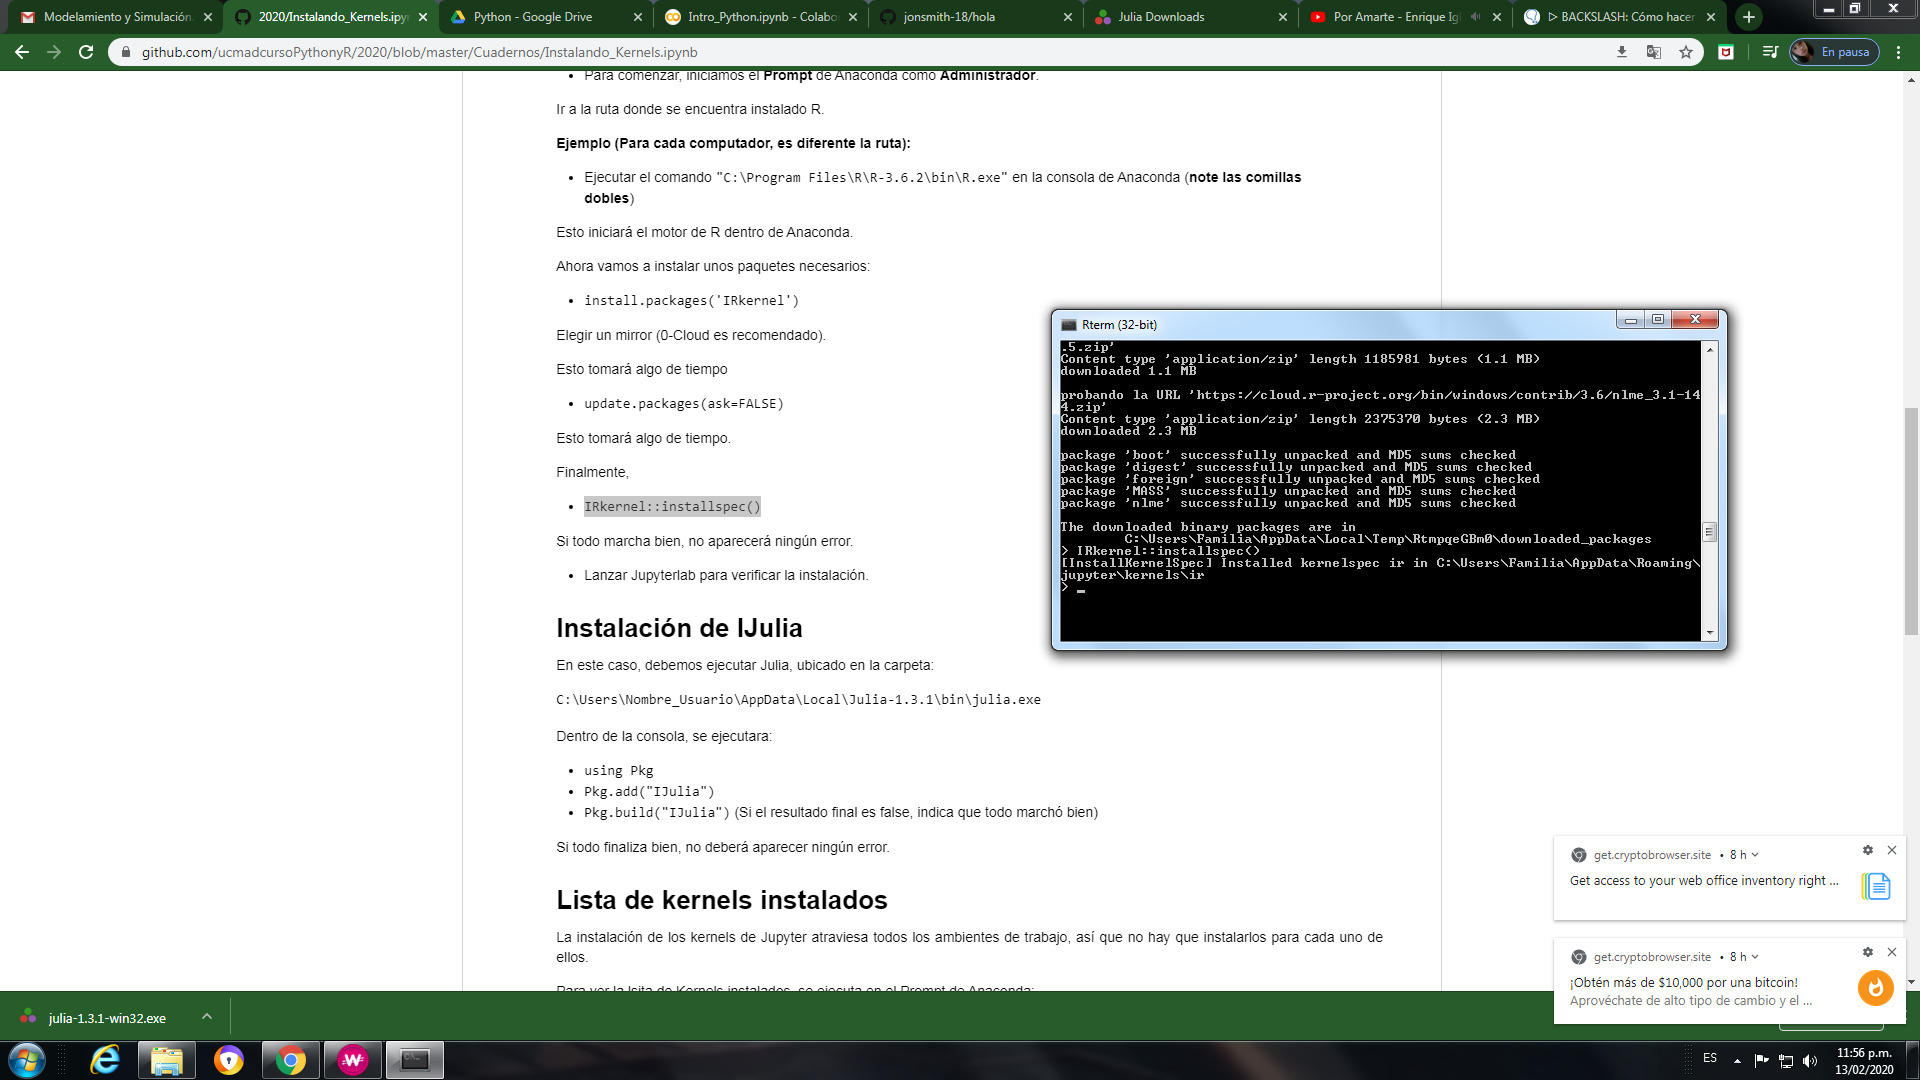 Modelamiento y Simulación.
2020/Instalando_Kernels.ipyn
Python - Google Drive
Intro_Python.ipynb - Colabo
jonsmith-18/hola
Julia Downloads
Por Amarte - Enrique Igl
▷ BACKSLASH: Cómo hacer
github.com/ucmadcursoPythonyR/2020/blob/master/Cuadernos/Instalando_Kernels.ipynb
En pausa
• Para comenzar, iniciamos el Prompt de Anaconda como Administrador.
Ir a la ruta donde se encuentra instalado R.
Ejemplo (Para cada computador, es diferente la ruta):
• Ejecutar el comando "C:\Program Files\R\R-3.6.2\bin\R.exe" en la consola de Anaconda (note las comillas
dobles)
Esto iniciará el motor de R dentro de Anaconda.
Ahora vamos a instalar unos paquetes necesarios:
• install.packages('IRkernel')
Elegir un mirror (0-Cloud es recomendado).
Esto tomará algo de tiempo
• update.packages(ask=FALSE)
Esto tomará algo de tiempo.
Finalmente,
• IRkernel::installspec()
Si todo marcha bien, no aparecerá ningún error.
• Lanzar Jupyterlab para verificar la instalación.
Instalación de IJulia
En este caso, debemos ejecutar Julia, ubicado en la carpeta:
C:\Users\Nombre_Usuario\AppData\Local\Julia-1.3.1\bin\julia.exe
Dentro de la consola, se ejecutara:
• using Pkg
• Pkg.add("IJulia")
• Pkg.build("IJulia") (Si el resultado final es false, indica que todo marchó bien)
Si todo finaliza bien, no deberá aparecer ningún error.
Lista de kernels instalados
La instalación de los kernels de Jupyter atraviesa todos los ambientes de trabajo, así que no hay que instalarlos para cada uno de
ellos.
Para ver la lsita de Kernels instalados, se ejecuta en el Prompt de Anaconda:
Rterm (32-bit)
.5.zip'
Content type 'application/zip' length 1185981 bytes (1.1 MB)
downloaded 1.1 MB
probando la URL 'https://cloud.r-project.org/bin/windows/contrib/3.6/nlme_3.1-14
4.zip'
Content type 'application/zip' length 2375370 bytes (2.3 MB)
downloaded 2.3 MB
package 'boot' successfully unpacked and MD5 sums checked
package 'digest' successfully unpacked and MD5 sums checked
package 'foreign' successfully unpacked and MD5 sums checked
package 'MASS' successfully unpacked and MD5 sums checked
package 'nlme' successfully unpacked and MD5 sums checked
The downloaded binary packages are in
C:\Users\Familia\AppData\Local\Temp\RtmpqeGBm0\downloaded_packages
> IRkernel::installspec()
[InstallKernelSpec] Installed kernelspec ir in C:\Users\Familia\AppData\Roaming\
jupyter\kernels\ir
> _
get.cryptobrowser.site • 8 h
Get access to your web office inventory right ...
get.cryptobrowser.site • 8 h
¡Obtén más de $10,000 por una bitcoin!
Aprovéchate de alto tipo de cambio y el ...
julia-1.3.1-win32.exe
ES
11:56 p.m.
13/02/2020